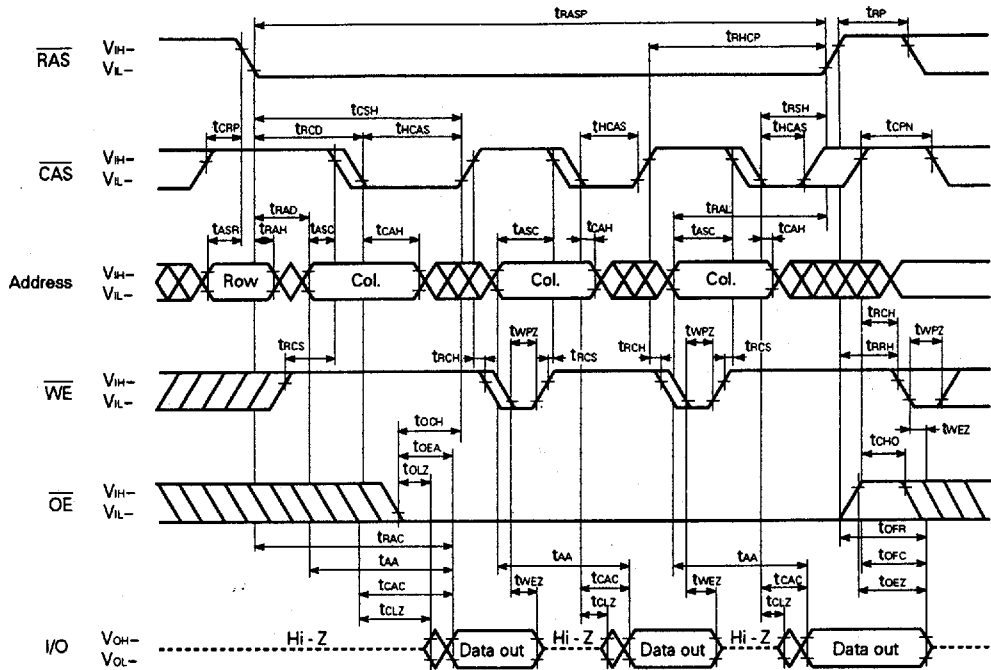 tRASP tRP
tRHCP
RAS VIH–
VIL–
tCSH tRSH
tCRP tRCD tHCAS tHCAS tHCAS tCPN
CAS VIH–
VIL–
tRAD tRAL
tASR tRAH tASC tCAH tASC tCAH tASC tCAH
Address VIH– Row Col. Col. Col.
VIL–
tRCH
tRCS tRCH tWPZ tRCS tRCH tWPZ tRCS tRRH tWPZ
WE VIH–
VIL–
tOCH tWEZ
tOEA tCHO
tOLZ
OE VIH–
VIL–
tRAC tOFR
tAA tAA tAA tOFC
tCAC tWEZ tCAC tWEZ tCAC tOEZ
tCLZ tCLZ tCLZ
I/O VOH– Hi - Z Data out Hi - Z Data out Hi - Z Data out
VOL–